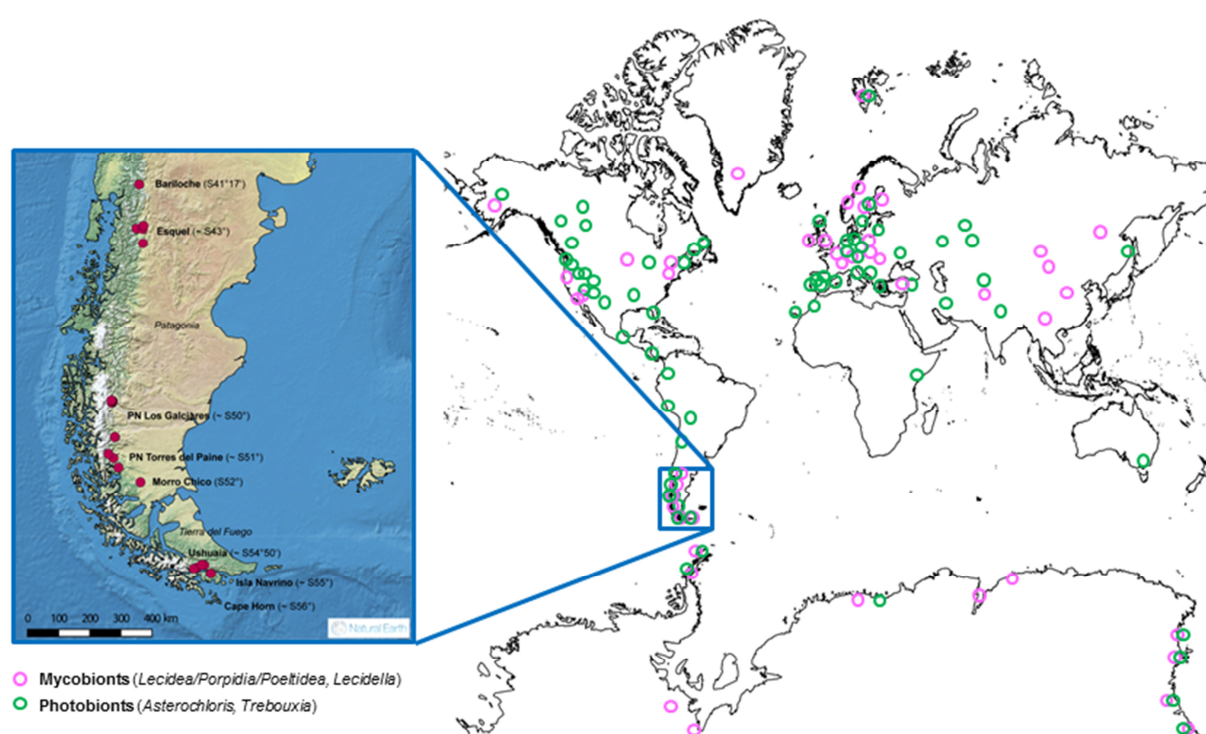 Bariloche (S41°17')
Esquel (~ S43°)
Patagonia
PN Los Galciares (~ S50°)
PN Torres del Paine (~ S51°)
Morro Chico (S52°)
Tierra del Fuego
Ushuaia (~ S54°50')
Isla Navrino (~ S55°)
Cape Horn (~S56°)
0 100 200 300 400 km
Natural Earth
Mycobionts (Lecidea/Porpidia/Poeltidea, Lecidella)
Photobionts (Asterochloris, Trebouxia)